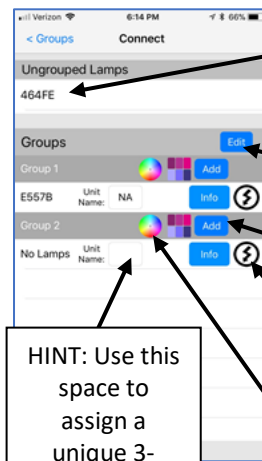 Verizon 6:14 PM 66%
< Groups Connect
Ungrouped Lamps
464FE
Groups Edit
Group 1 Add
E557B Unit Name: NA Info
Group 2 Add
No Lamps Unit Name: Info
HINT: Use this
space to
assign a
unique 3-